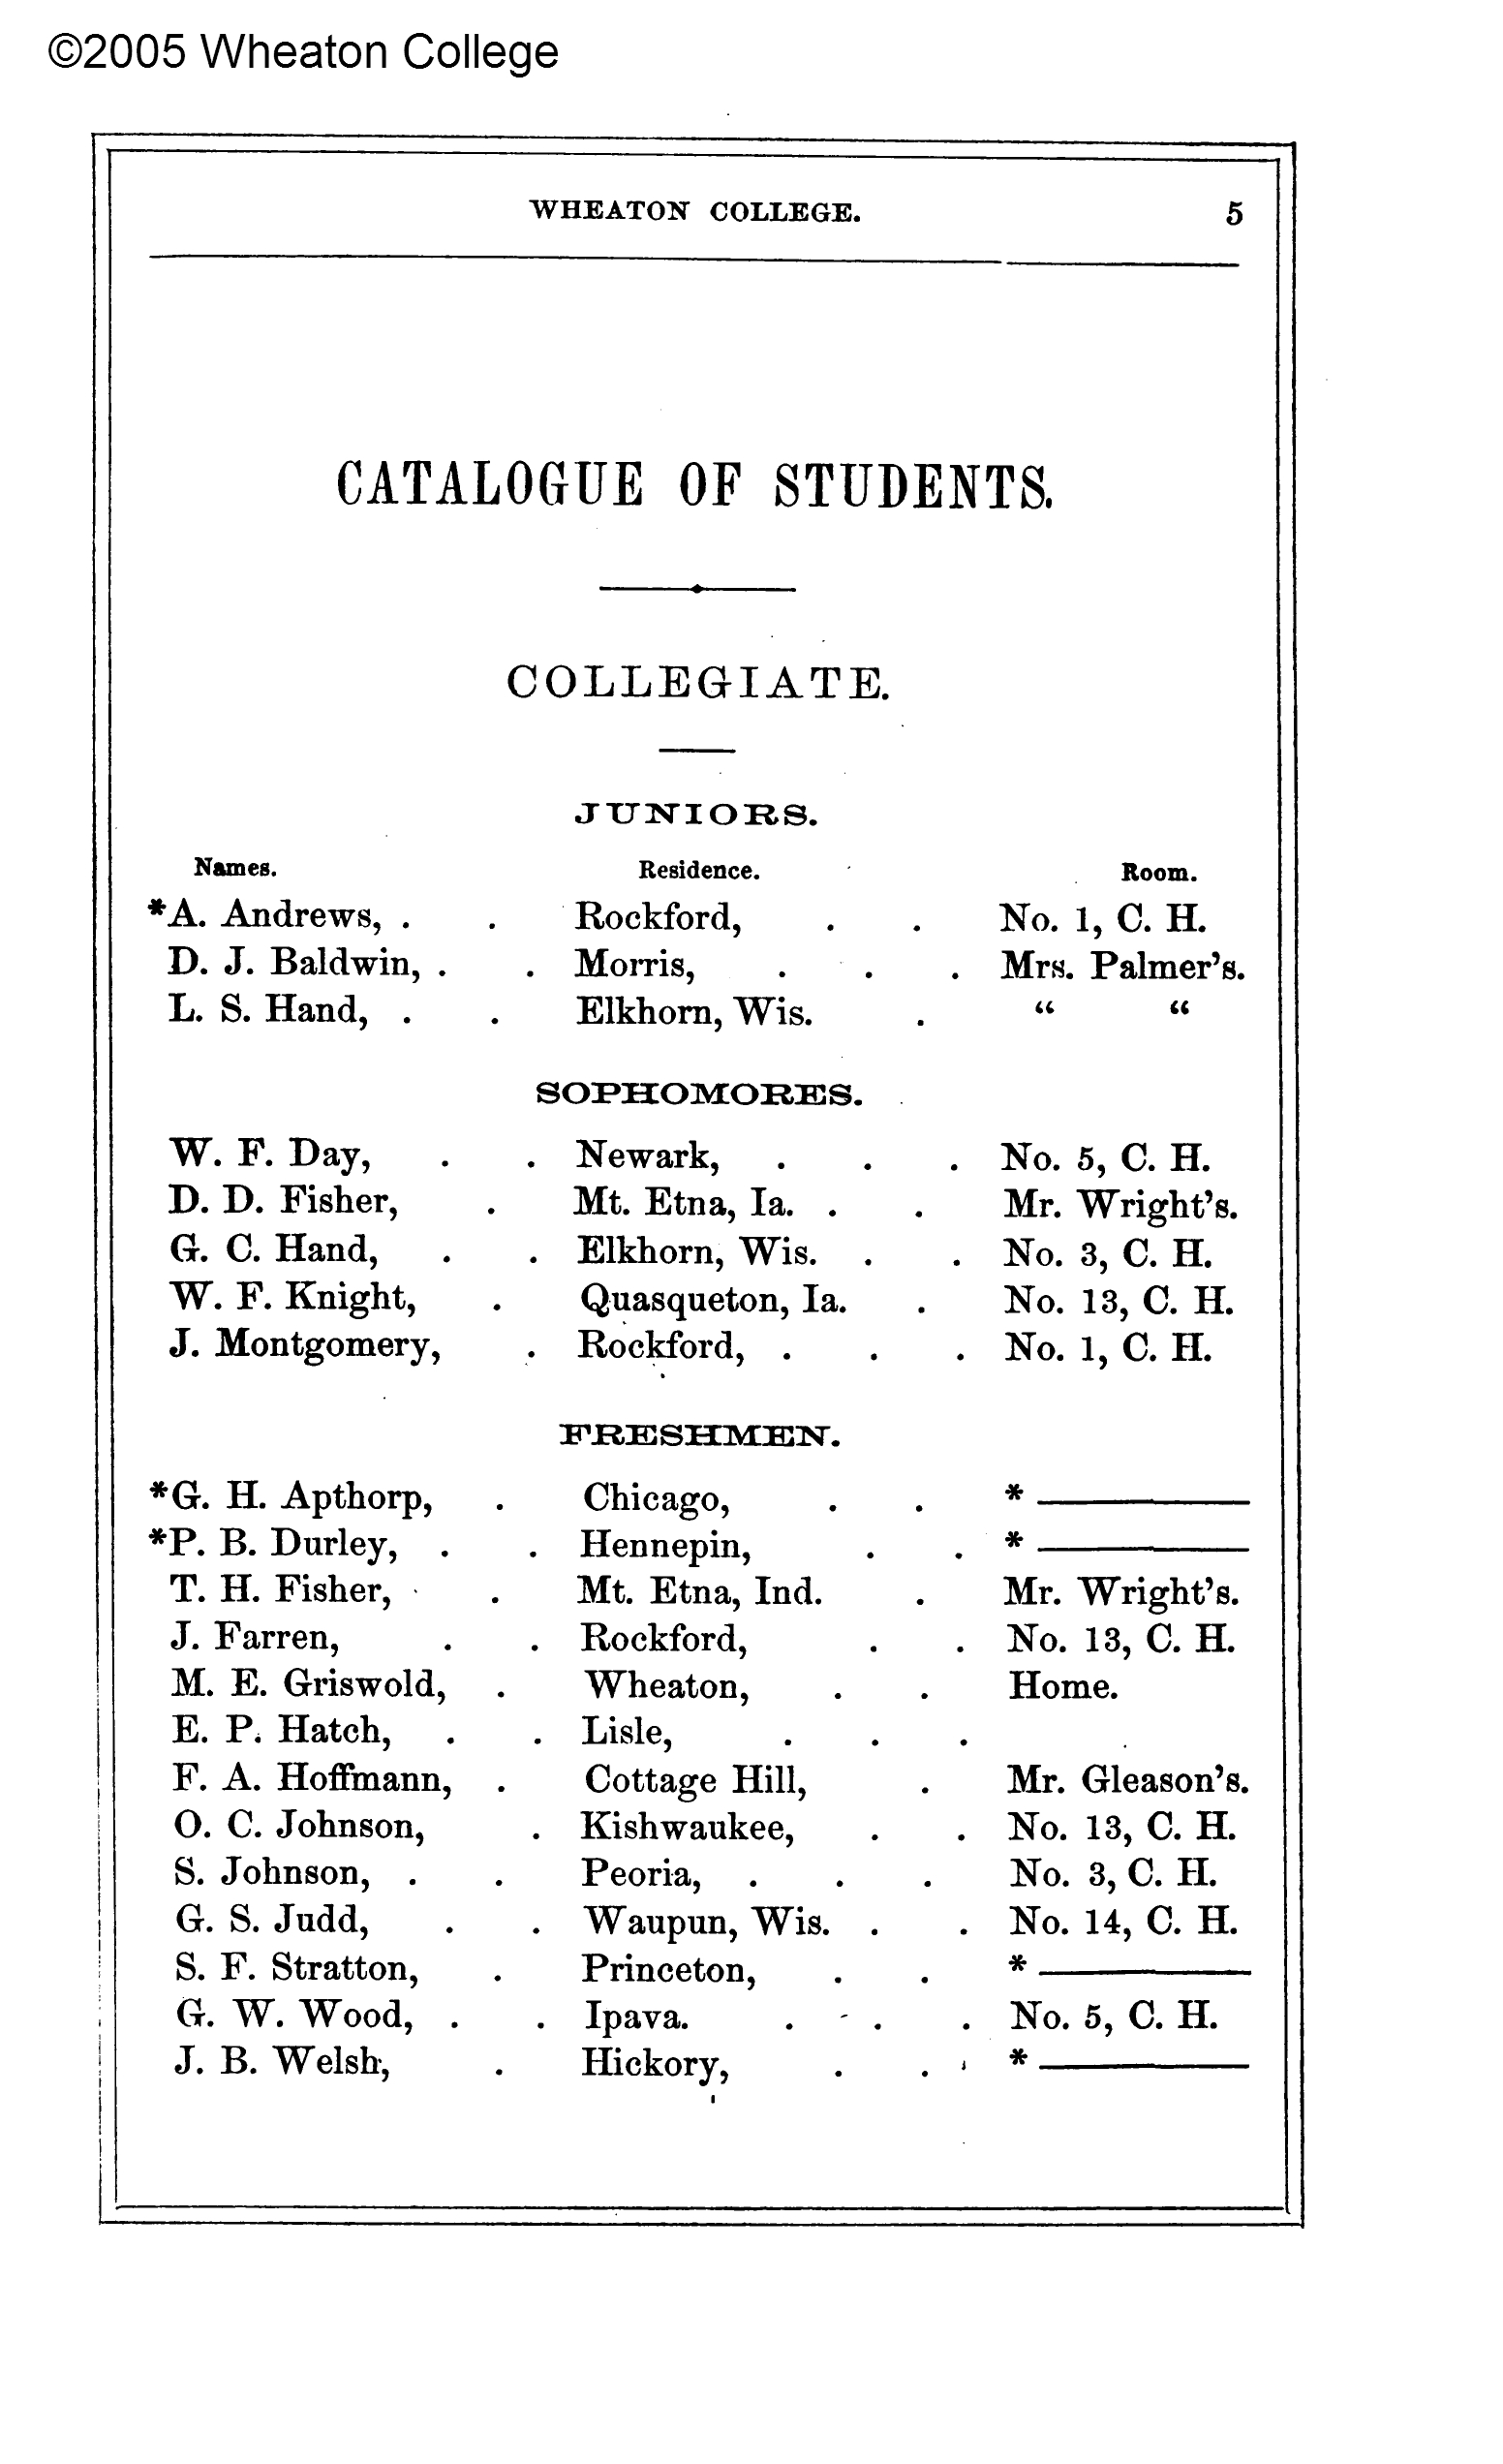 ©2005 Wheaton College
WHEATON COLLEGE. 5
CATALOGUE OF STUDENTS.
COLLEGIATE.
JUNIORS.
Names. Residence. Room.
*A. Andrews, . . Rockford, . . No. 1, C. H.
D. J. Baldwin, . . Morris, . . . Mrs. Palmer's.
L. S. Hand, . . Elkhorn, Wis. . “ “
SOPHOMORES.
W. F. Day, . . Newark, . . . No. 5, C. H.
D. D. Fisher, . Mt. Etna, Ia. . . Mr. Wright's.
G. C. Hand, . . Elkhorn, Wis. . . No. 3, C. H.
W. F. Knight, . Quasqueton, Ia. . No. 13, C. H.
J. Montgomery, . Rockford, . . . No. 1, C. H.
FRESHMEN.
*G. H. Apthorp, . Chicago, . . * ———
*P. B. Durley, . . Hennepin, . . * ———
T. H. Fisher, . Mt. Etna, Ind. . Mr. Wright's.
J. Farren, . . Rockford, . . No. 13, C. H.
M. E. Griswold, . Wheaton, . . Home.
E. P. Hatch, . . Lisle, . . .
F. A. Hoffmann, . Cottage Hill, . Mr. Gleason's.
O. C. Johnson, . Kishwaukee, . . No. 13, C. H.
S. Johnson, . . Peoria, . . . No. 3, C. H.
G. S. Judd, . . Waupun, Wis. . . No. 14, C. H.
S. F. Stratton, . Princeton, . . * ———
G. W. Wood, . . Ipava. . . . No. 5, C. H.
J. B. Welsh, . Hickory, . . * ———